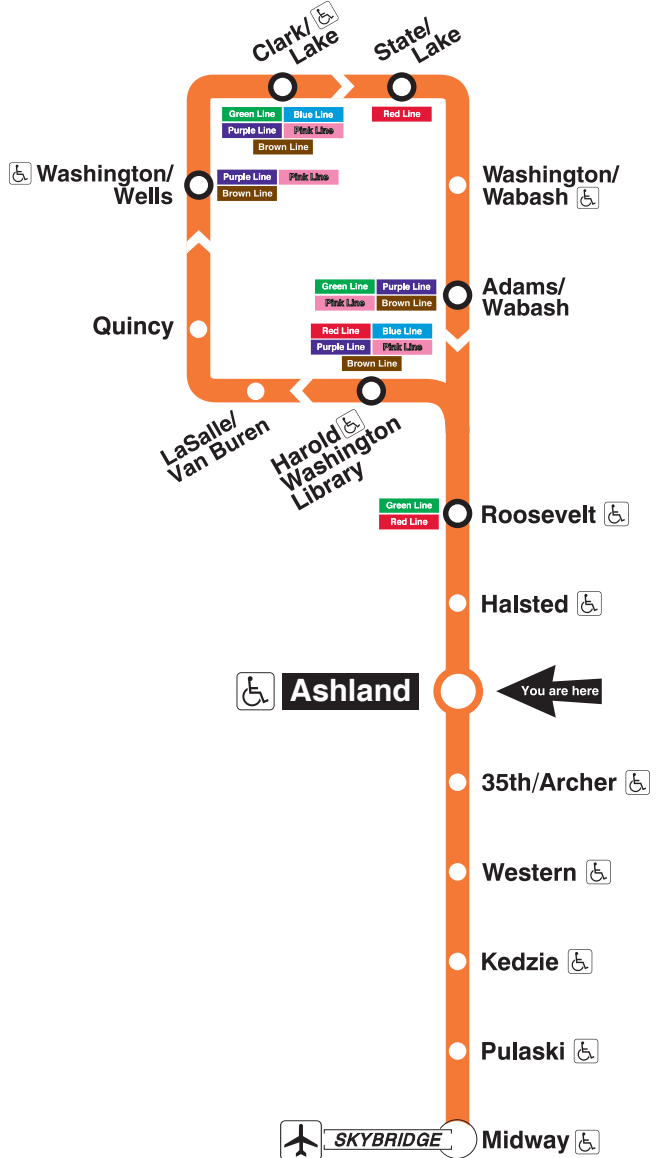 Clark/
Lake
State/
Lake
Green Line Blue Line
Purple Line Pink Line
Brown Line
Red Line
Washington/
Wells
Purple Line Pink Line
Brown Line
Washington/
Wabash
Green Line Purple Line
Pink Line Brown Line
Adams/
Wabash
Quincy
Red Line Blue Line
Purple Line Pink Line
Brown Line
LaSalle/
Van Buren
Harold
Washington
Library
Green Line
Red Line
Roosevelt
Halsted
Ashland
You are here
35th/Archer
Western
Kedzie
Pulaski
SKYBRIDGE
Midway